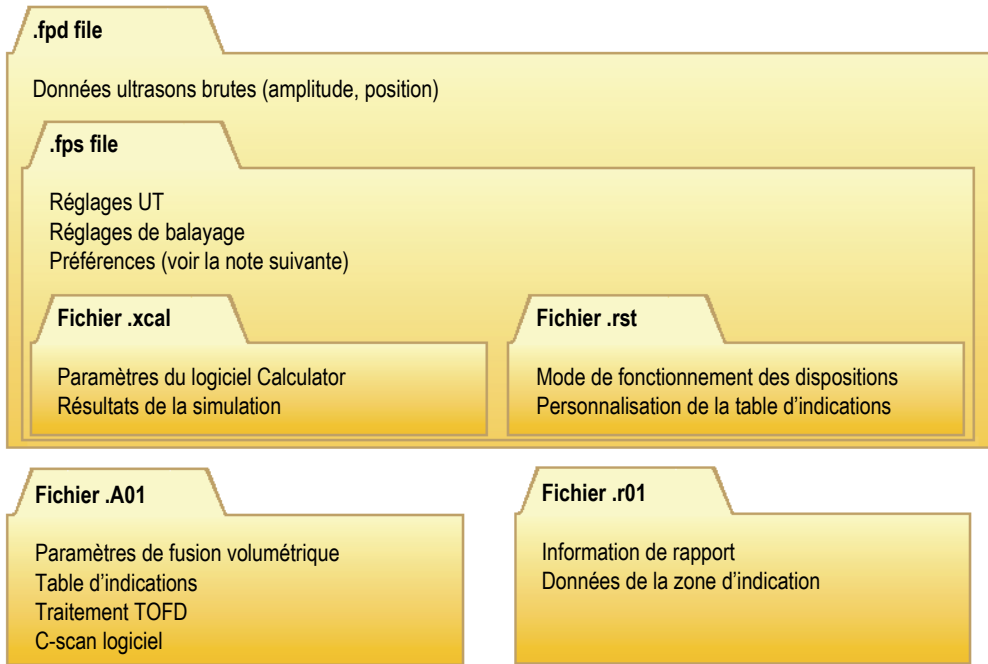 .fpd file
Données ultrasons brutes (amplitude, position)
.fps file
Réglages UT
Réglages de balayage
Préférences (voir la note suivante)
Fichier .xcal
Paramètres du logiciel Calculator
Résultats de la simulation
Fichier .rst
Mode de fonctionnement des dispositions
Personnalisation de la table d’indications
Fichier .A01
Paramètres de fusion volumétrique
Table d’indications
Traitement TOFD
C-scan logiciel
Fichier .r01
Information de rapport
Données de la zone d’indication